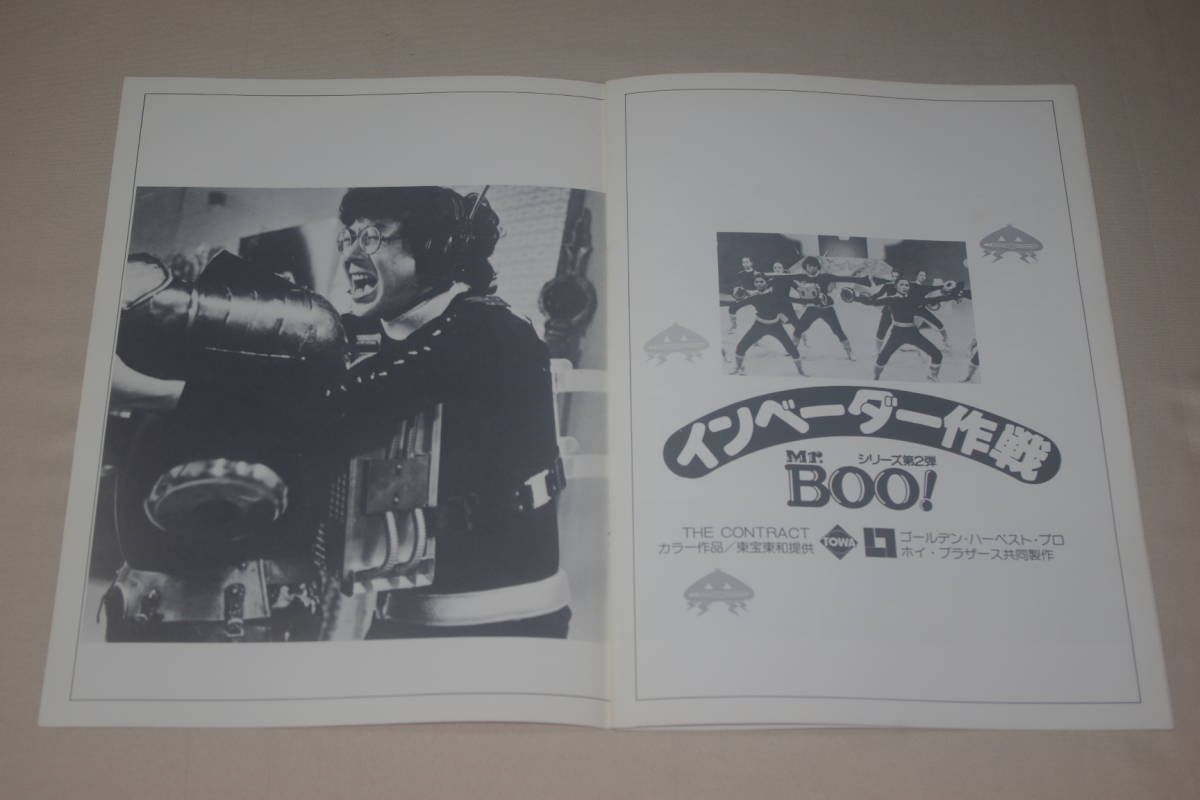 インベーダー作戦
Mr. BOO!
シリーズ第2弾
THE CONTRACT
カラー作品/東宝東和提供
TOWA
ゴールデン・ハーベスト・プロ
ホイ・ブラザース共同製作